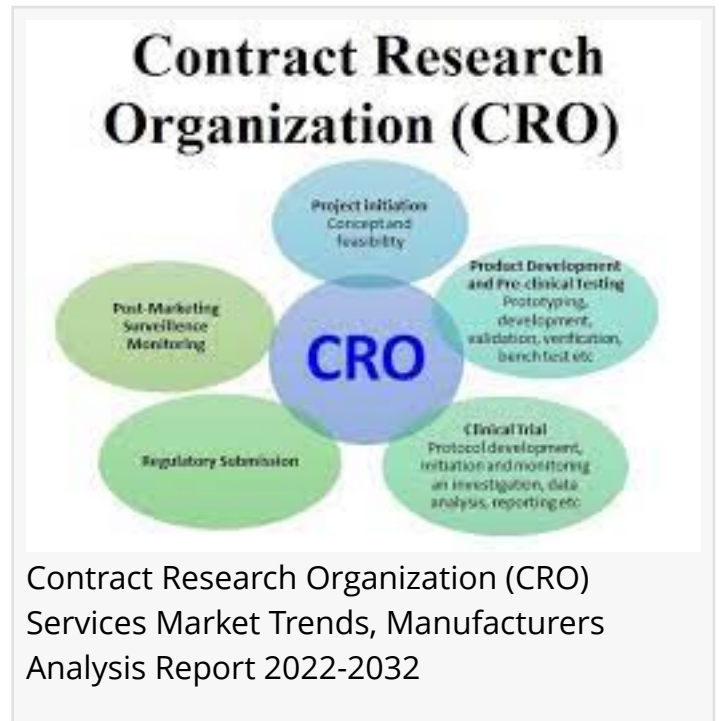 Contract Research
Organization (CRO)
Project initiation
Concept and
feasibility
Product Development
and Pre-clinical Testing
Prototyping,
development,
validation, verification,
bench test etc
Post-Marketing
Surveillence
Monitoring
CRO
Clinical Trial
Protocol development,
initiation and monitoring
an investigation, data
analysis, reporting etc
Regulatory Submission
Contract Research Organization (CRO)
Services Market Trends, Manufacturers
Analysis Report 2022-2032